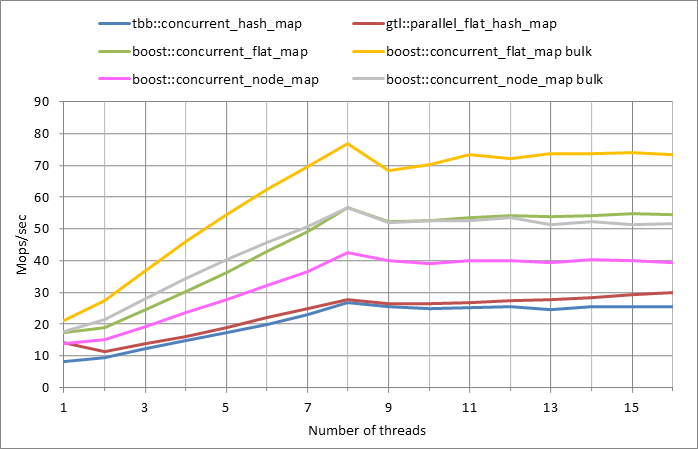 tbb::concurrent_hash_map gtl::parallel_flat_hash_map
boost::concurrent_flat_map boost::concurrent_flat_map bulk
boost::concurrent_node_map boost::concurrent_node_map bulk
90
80
70
60
50
40
30
20
10
0
Mops/sec
1 3 5 7 9 11 13 15
Number of threads